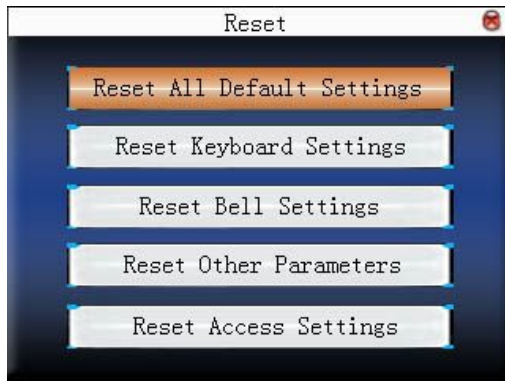 Reset
Reset All Default Settings
Reset Keyboard Settings
Reset Bell Settings
Reset Other Parameters
Reset Access Settings